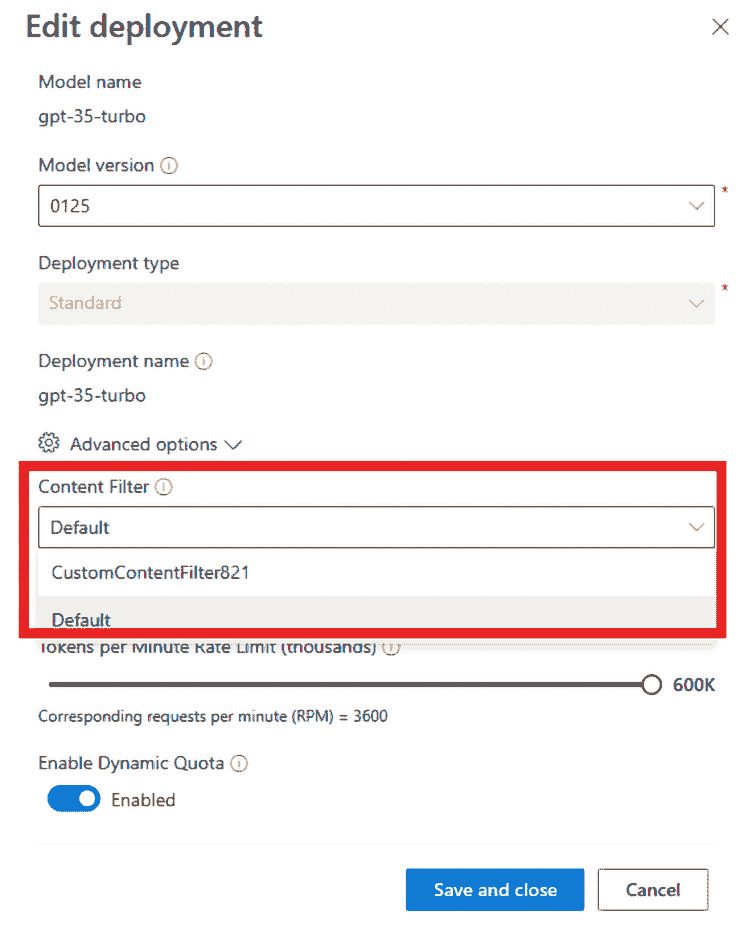 Edit deployment
Model name
gpt-35-turbo
Model version
0125
*
Deployment type
Standard
*
Deployment name
gpt-35-turbo
Advanced options
Content Filter
Default
CustomContentFilter821
Default
Tokens per Minute Rate Limit (thousands)
600K
Corresponding requests per minute (RPM) = 3600
Enable Dynamic Quota
Enabled
Save and close
Cancel